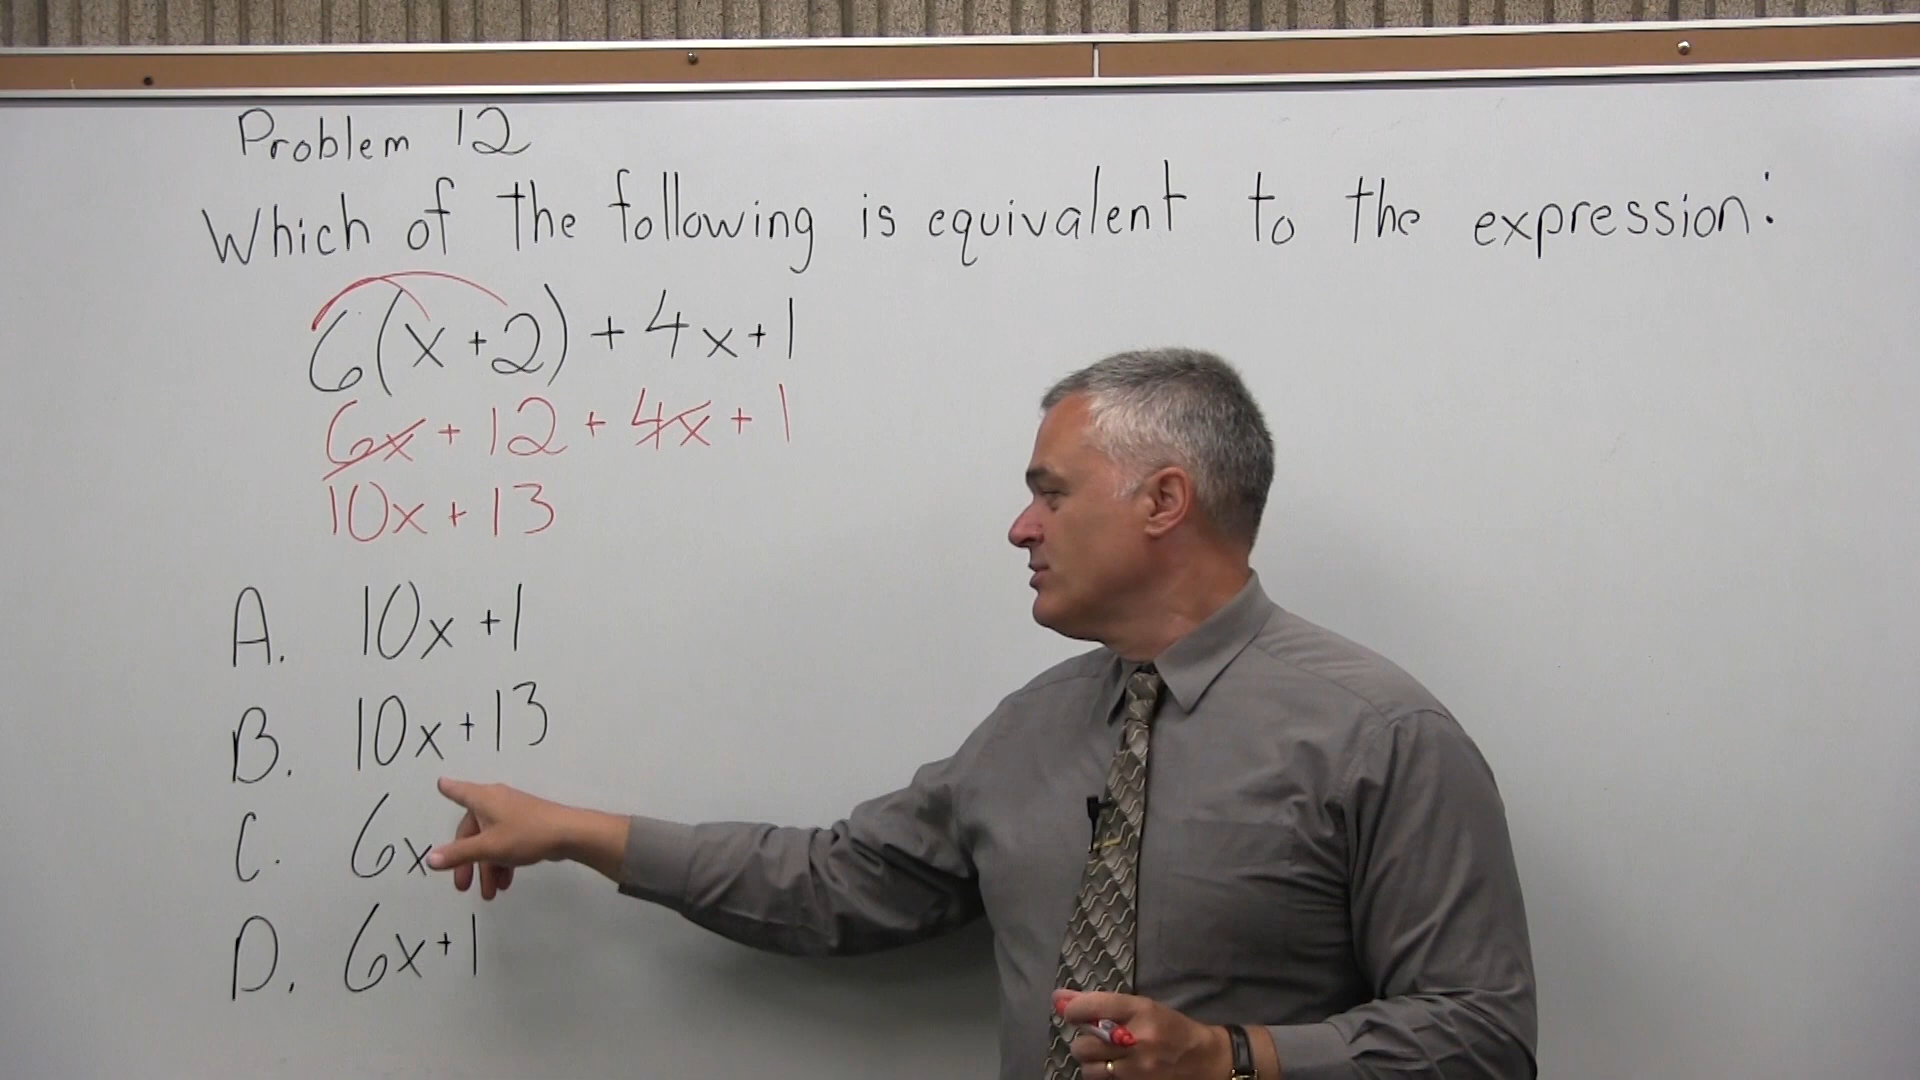 Problem 12
Which of the following is equivalent to the expression:
6(x+2) + 4x+1
6x + 12 + 4x + 1
10x + 13
A. 10x +1
B. 10x+13
C. 6x
D. 6x+1